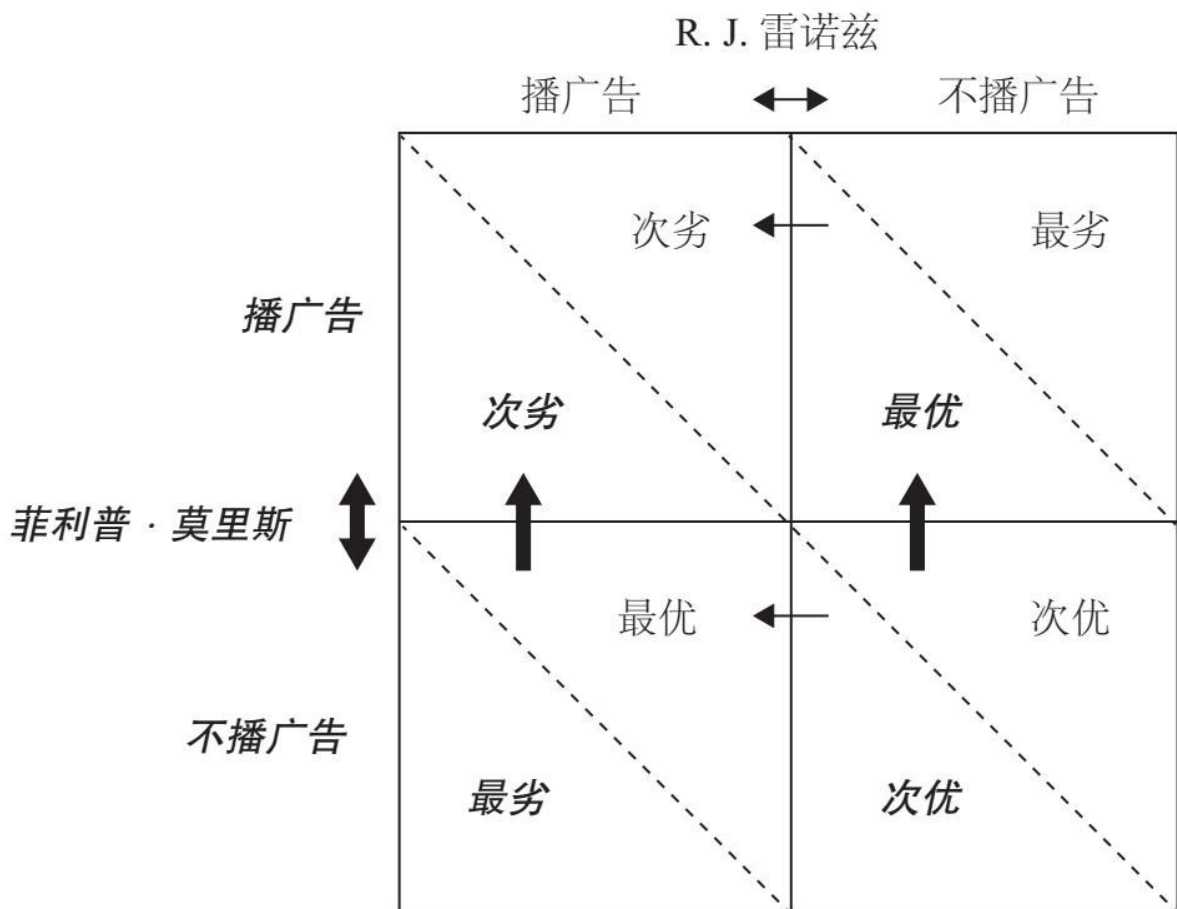 R. J. 雷诺兹
播广告 不播广告
次劣 最劣
播广告
次劣 最优
菲利普·莫里斯
最优 次优
不播广告
最劣 次优